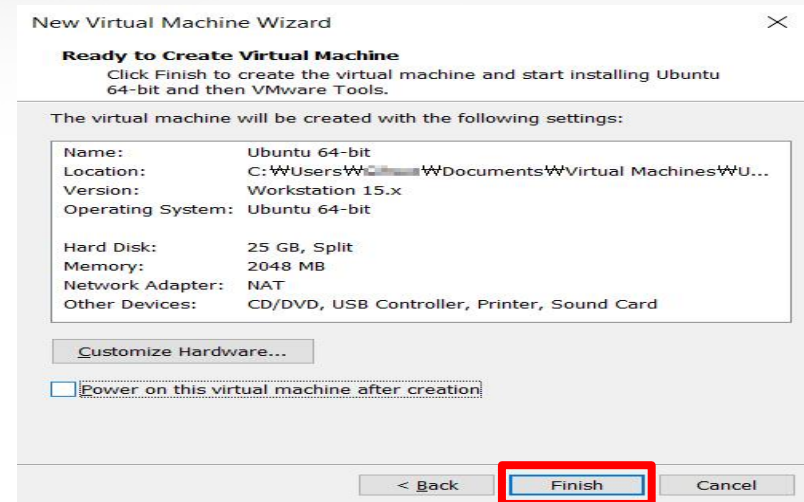 New Virtual Machine Wizard
Ready to Create Virtual Machine
Click Finish to create the virtual machine and start installing Ubuntu
64-bit and then VMware Tools.
The virtual machine will be created with the following settings:
Name: Ubuntu 64-bit
Location: C:₩Users₩ ₩Documents₩Virtual Machines₩U...
Version: Workstation 15.x
Operating System: Ubuntu 64-bit
Hard Disk: 25 GB, Split
Memory: 2048 MB
Network Adapter: NAT
Other Devices: CD/DVD, USB Controller, Printer, Sound Card
Customize Hardware...
Power on this virtual machine after creation
< Back Finish Cancel